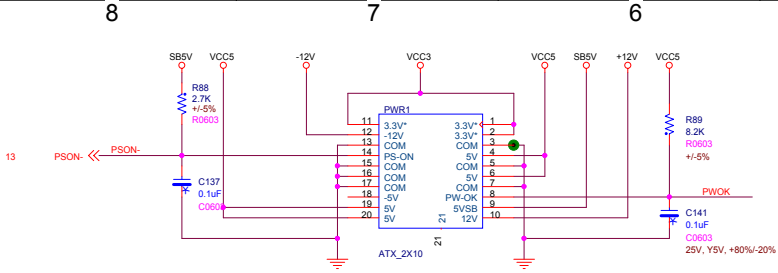 8 7 6
SB5V VCC5 -12V VCC3 VCC5 SB5V +12V VCC5
R88
2.7K
+/-5%
R0603
PWR1
R89
8.2K
R0603
+/-5%
11 3.3V* 3.3V* 1
12 -12V 3.3V* 2
13 COM COM 3
13 PSON- PSON- 14 PS-ON 5V 4
15 COM COM 5
16 COM 5V 6
17 COM COM 7
18 -5V PW-OK 8 PWOK
19 5V 5VSB 9
20 5V 12V 10
C137
0.1uF
C0603
21
21
ATX_2X10
C141
0.1uF
C0603
25V, Y5V, +80%/-20%